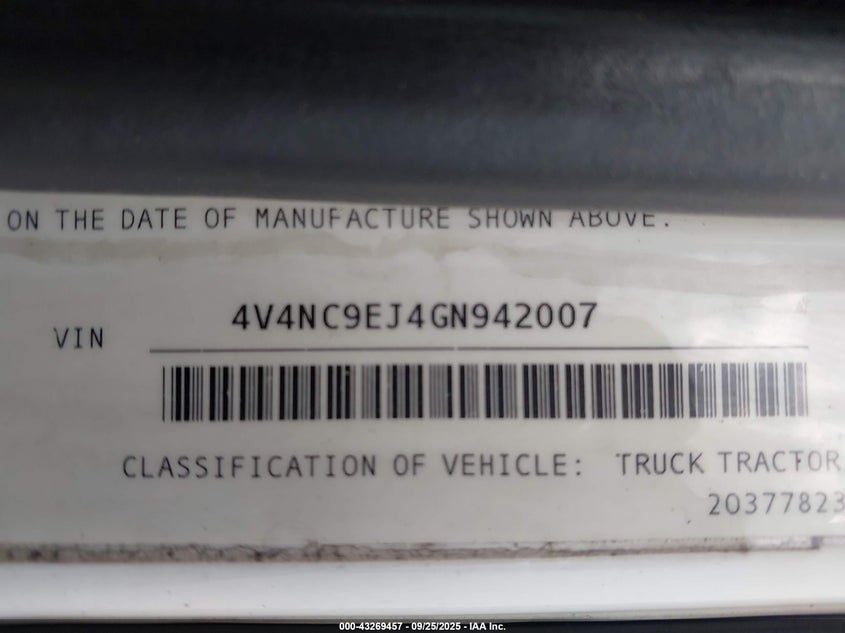 ON THE DATE OF MANUFACTURE SHOWN ABOVE.
4V4NC9EJ4GN942007
VIN
CLASSIFICATION OF VEHICLE: TRUCK TRACTOR
20377823
000-43269457 - 09/25/2025 - IAA Inc.